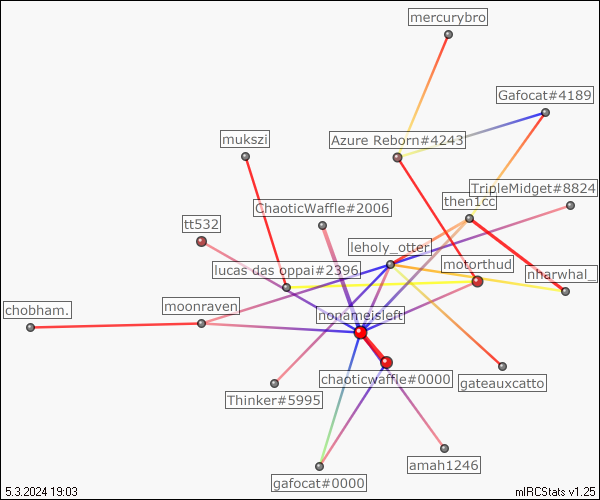 mercurybro
Gafocat#4189
mukszi
Azure Reborn#4243
TripleMidget#8824
then1cc
ChaoticWaffle#2006
tt532
leholy_otter
motorthud
lucas das oppai#2396
nharwhal_
chobham.
moonraven
nonameisleft
chaoticwaffle#0000
gateauxcatto
Thinker#5995
amah1246
gafocat#0000
5.3.2024 19:03
mIRCStats v1.25